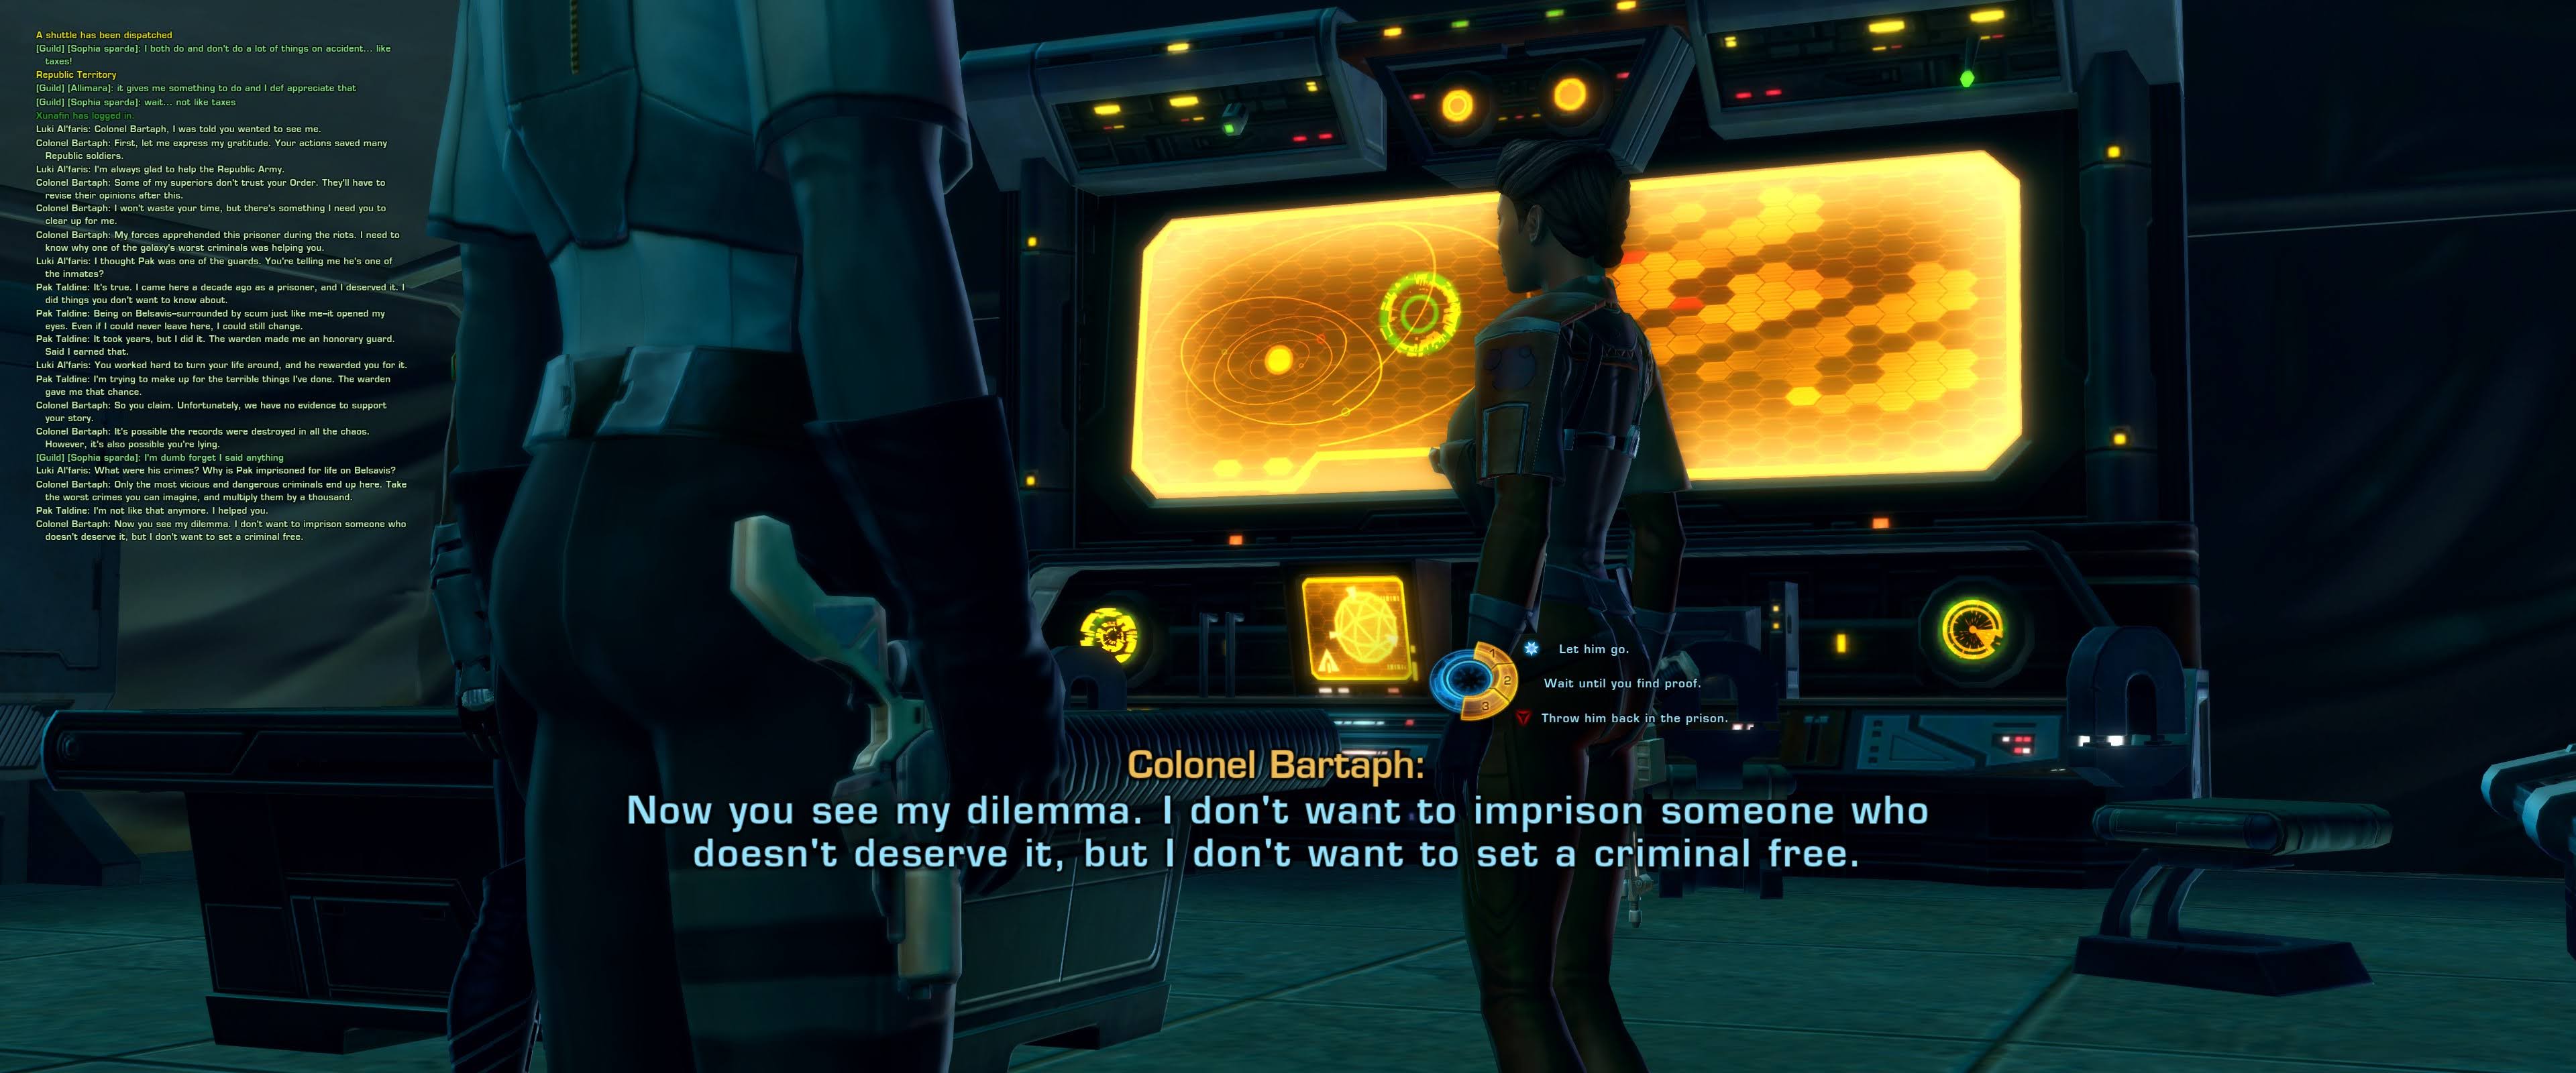 A shuttle has been dispatched
[Guild] [Sophia sparda]: I both do and don't do a lot of things on accident... like
taxes!
Republic Territory
[Guild] [Allimara]: it gives me something to do and I def appreciate that
[Guild] [Sophia sparda]: wait... not like taxes
Xunafin has logged in.
Luki Al'faris: Colonel Bartaph, I was told you wanted to see me.
Colonel Bartaph: First, let me express my gratitude. Your actions saved many
Republic soldiers.
Luki Al'faris: I'm always glad to help the Republic Army.
Colonel Bartaph: Some of my superiors don't trust your Order. They'll have to
revise their opinions after this.
Colonel Bartaph: I won't waste your time, but there's something I need you to
clear up for me.
Colonel Bartaph: My forces apprehended this prisoner during the riots. I need to
know why one of the galaxy's worst criminals was helping you.
Luki Al'faris: I thought Pak was one of the guards. You're telling me he's one of
the inmates?
Pak Taldine: It's true. I came here a decade ago as a prisoner, and I deserved it. I
did things you don't want to know about.
Pak Taldine: Being on Belsavis–surrounded by scum just like me–it opened my
eyes. Even if I could never leave here, I could still change.
Pak Taldine: It took years, but I did it. The warden made me an honorary guard.
Said I earned that.
Luki Al'faris: You worked hard to turn your life around, and he rewarded you for it.
Pak Taldine: I'm trying to make up for the terrible things I've done. The warden
gave me that chance.
Colonel Bartaph: So you claim. Unfortunately, we have no evidence to support
your story.
Colonel Bartaph: It's possible the records were destroyed in all the chaos.
However, it's also possible you're lying.
[Guild] [Sophia sparda]: I'm dumb forget I said anything
Luki Al'faris: What were his crimes? Why is Pak imprisoned for life on Belsavis?
Colonel Bartaph: Only the most vicious and dangerous criminals end up here. Take
the worst crimes you can imagine, and multiply them by a thousand.
Pak Taldine: I'm not like that anymore. I helped you.
Colonel Bartaph: Now you see my dilemma. I don't want to imprison someone who
doesn't deserve it, but I don't want to set a criminal free.
1 Let him go.
2 Wait until you find proof.
3 Throw him back in the prison.
Colonel Bartaph:
Now you see my dilemma. I don't want to imprison someone who
doesn't deserve it, but I don't want to set a criminal free.